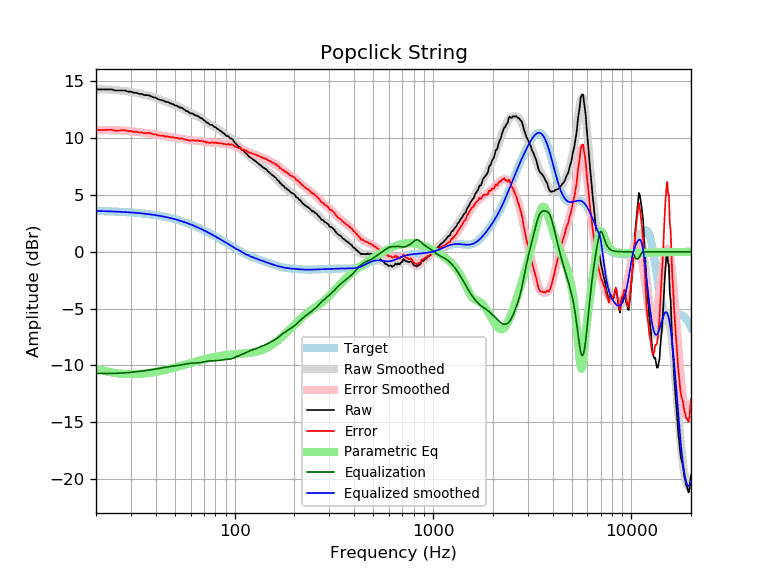 Popclick String
Amplitude (dBr)
15
10
5
0
−5
−10
−15
−20
Target
Raw Smoothed
Error Smoothed
Raw
Error
Parametric Eq
Equalization
Equalized smoothed
100
1000
10000
Frequency (Hz)